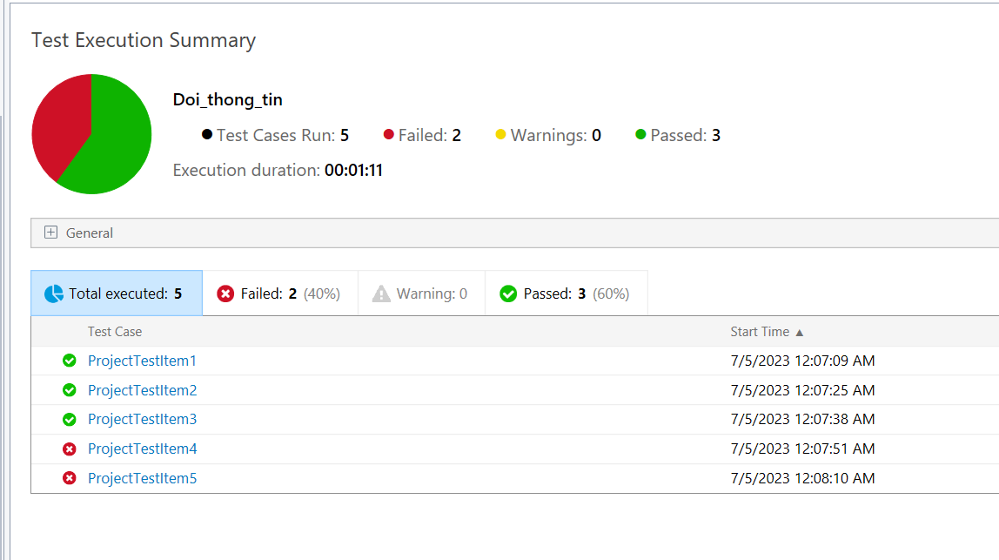 Test Execution Summary
Doi_thong_tin
Test Cases Run: 5 Failed: 2 Warnings: 0 Passed: 3
Execution duration: 00:01:11
General
Total executed: 5 Failed: 2 (40%) Warning: 0 Passed: 3 (60%)
Test Case Start Time ▲
ProjectTestItem1 7/5/2023 12:07:09 AM
ProjectTestItem2 7/5/2023 12:07:25 AM
ProjectTestItem3 7/5/2023 12:07:38 AM
ProjectTestItem4 7/5/2023 12:07:51 AM
ProjectTestItem5 7/5/2023 12:08:10 AM